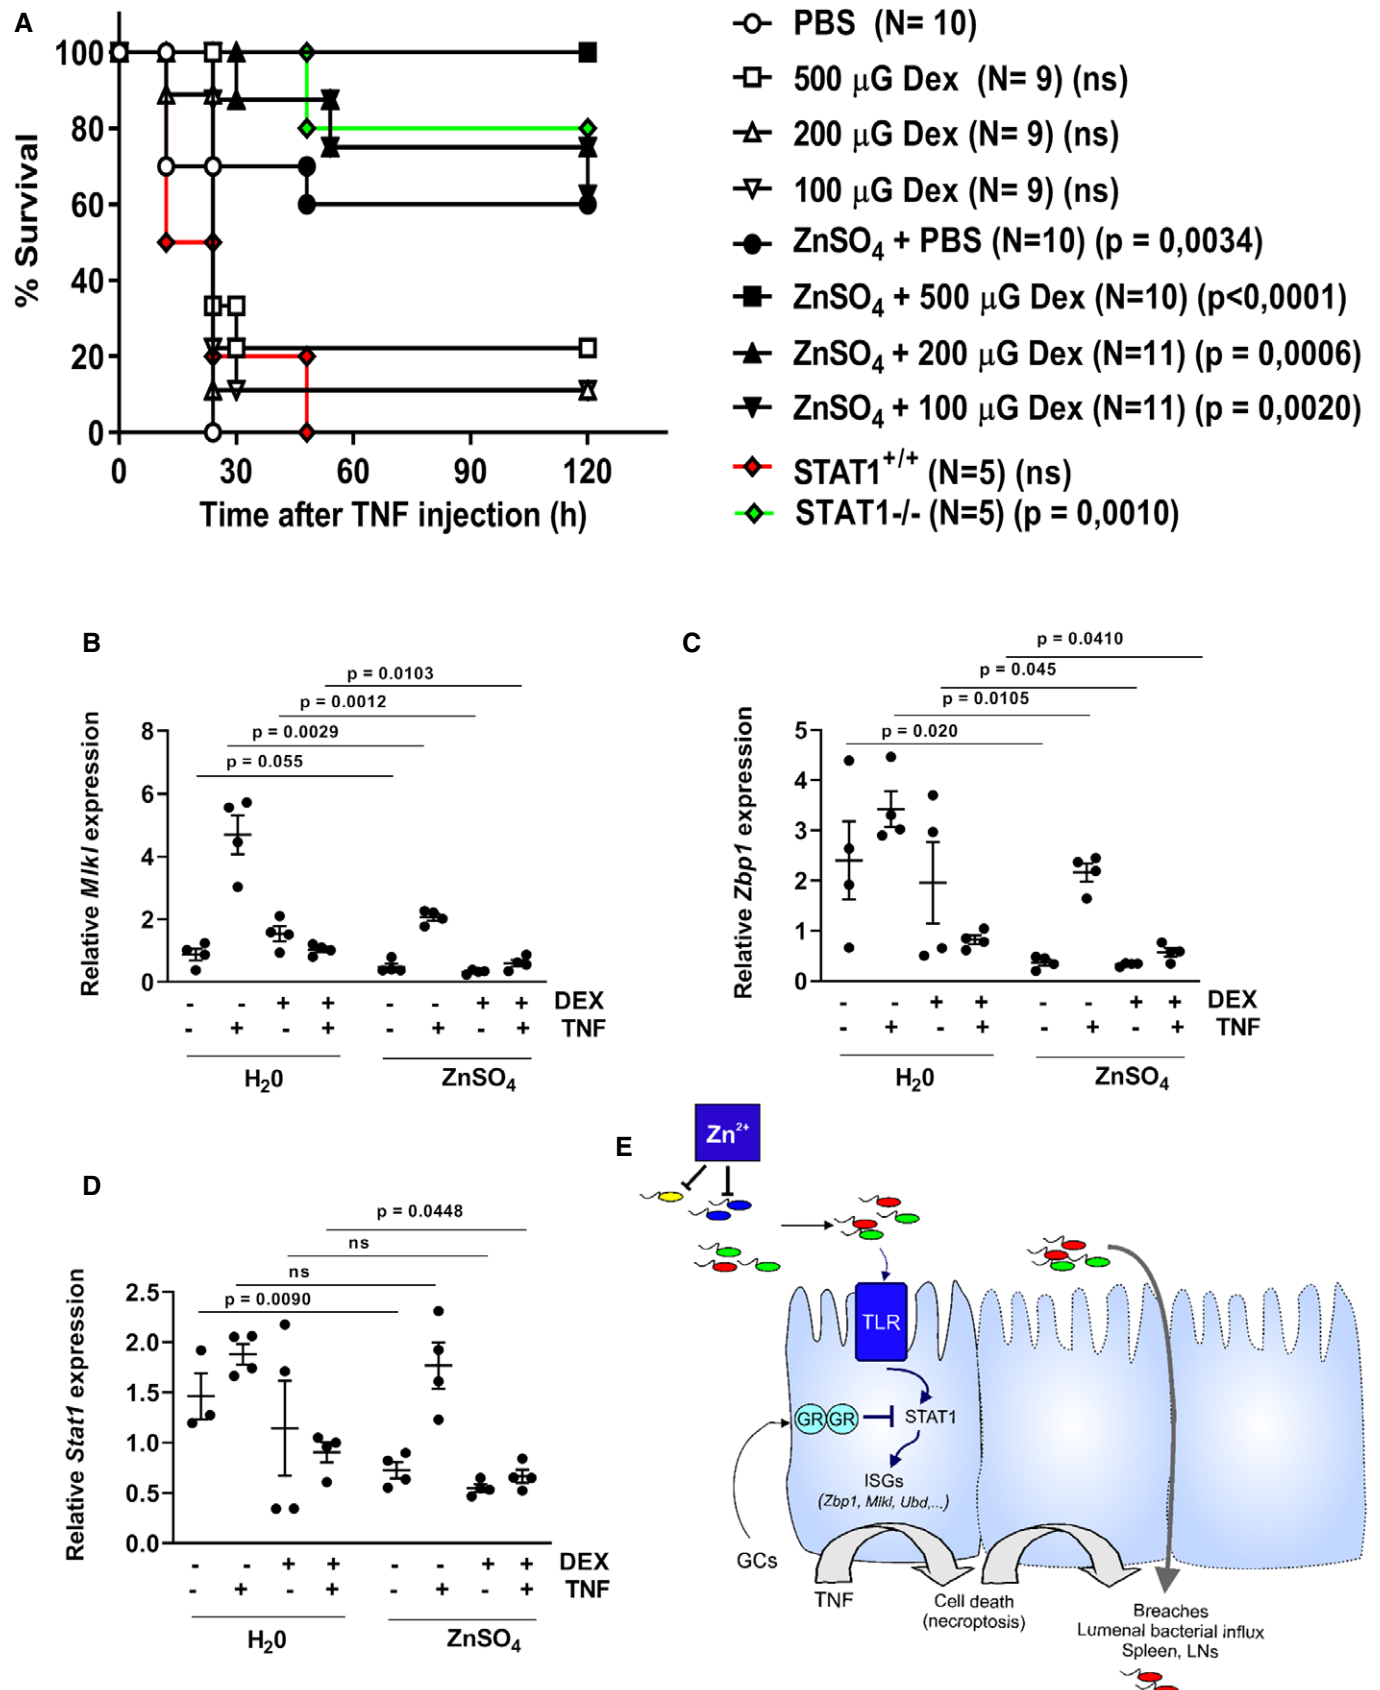 A
% Survival
100
80
60
40
20
0
0 30 60 90 120
Time after TNF injection (h)
PBS (N= 10)
500 μG Dex (N= 9) (ns)
200 μG Dex (N= 9) (ns)
100 μG Dex (N= 9) (ns)
ZnSO4 + PBS (N=10) (p = 0,0034)
ZnSO4 + 500 μG Dex (N=10) (p<0,0001)
ZnSO4 + 200 μG Dex (N=11) (p = 0,0006)
ZnSO4 + 100 μG Dex (N=11) (p = 0,0020)
STAT1+/+ (N=5) (ns)
STAT1-/- (N=5) (p = 0,0010)
B
p = 0.0103
p = 0.0012
p = 0.0029
p = 0.055
Relative Mlkl expression
8
6
4
2
0
- - + + - - + + DEX
- + - + - + - + TNF
H20 ZnSO4
C
p = 0.0410
p = 0.045
p = 0.0105
p = 0.020
Relative Zbp1 expression
5
4
3
2
1
0
- - + + - - + + DEX
- + - + - + - + TNF
H20 ZnSO4
D
p = 0.0448
ns
ns
p = 0.0090
Relative Stat1 expression
2.5
2.0
1.5
1.0
0.5
0.0
- - + + - - + + DEX
- + - + - + - + TNF
H20 ZnSO4
E
Zn2+
TLR
GR GR
STAT1
ISGs
(Zbp1, Mlkl, Ubd,...)
GCs
TNF
Cell death
(necroptosis)
Breaches
Lumenal bacterial influx
Spleen, LNs